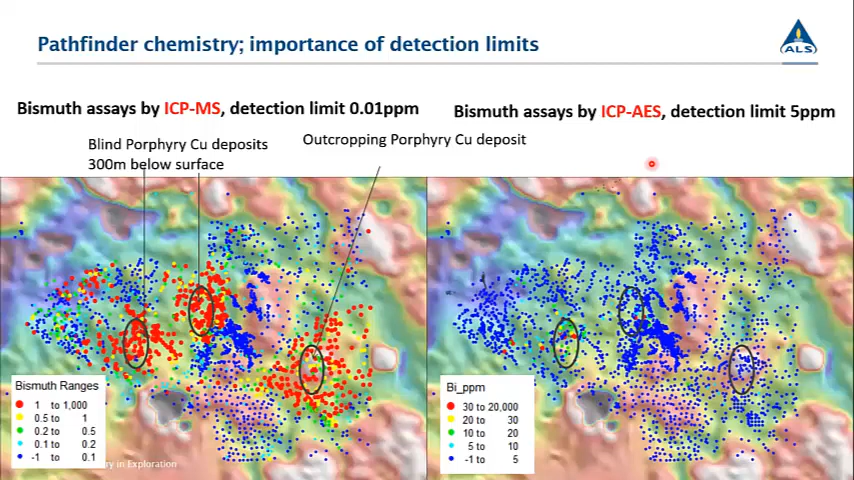 Pathfinder chemistry; importance of detection limits
ALS
Bismuth assays by ICP-MS, detection limit 0.01ppm
Bismuth assays by ICP-AES, detection limit 5ppm
Blind Porphyry Cu deposits
300m below surface
Outcropping Porphyry Cu deposit
Bismuth Ranges
1 to 1,000
0.5 to 1
0.2 to 0.5
0.1 to 0.2
-1 to 0.1
Bi_ppm
30 to 20,000
20 to 30
10 to 20
5 to 10
-1 to 5
in Exploration